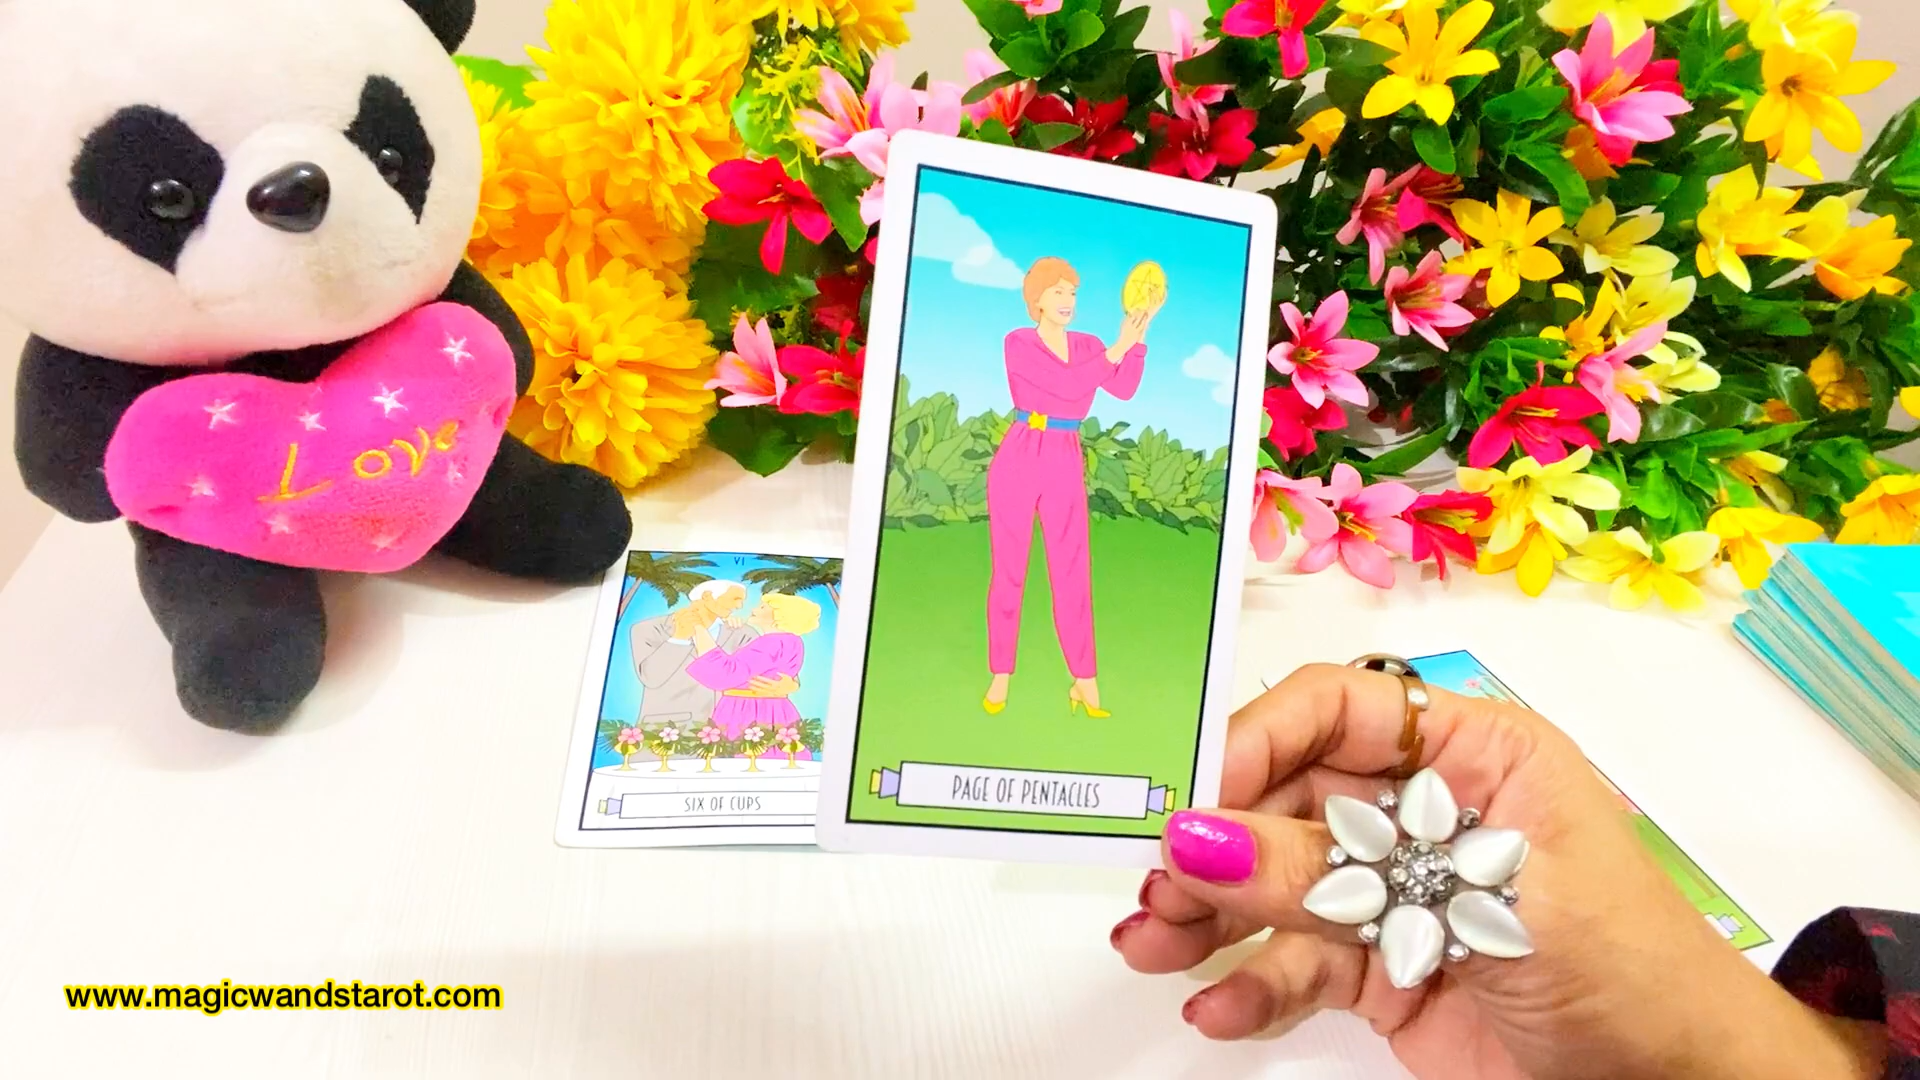 Love
VI
SIX OF CUPS
PAGE OF PENTACLES
www.magicwandstarot.com